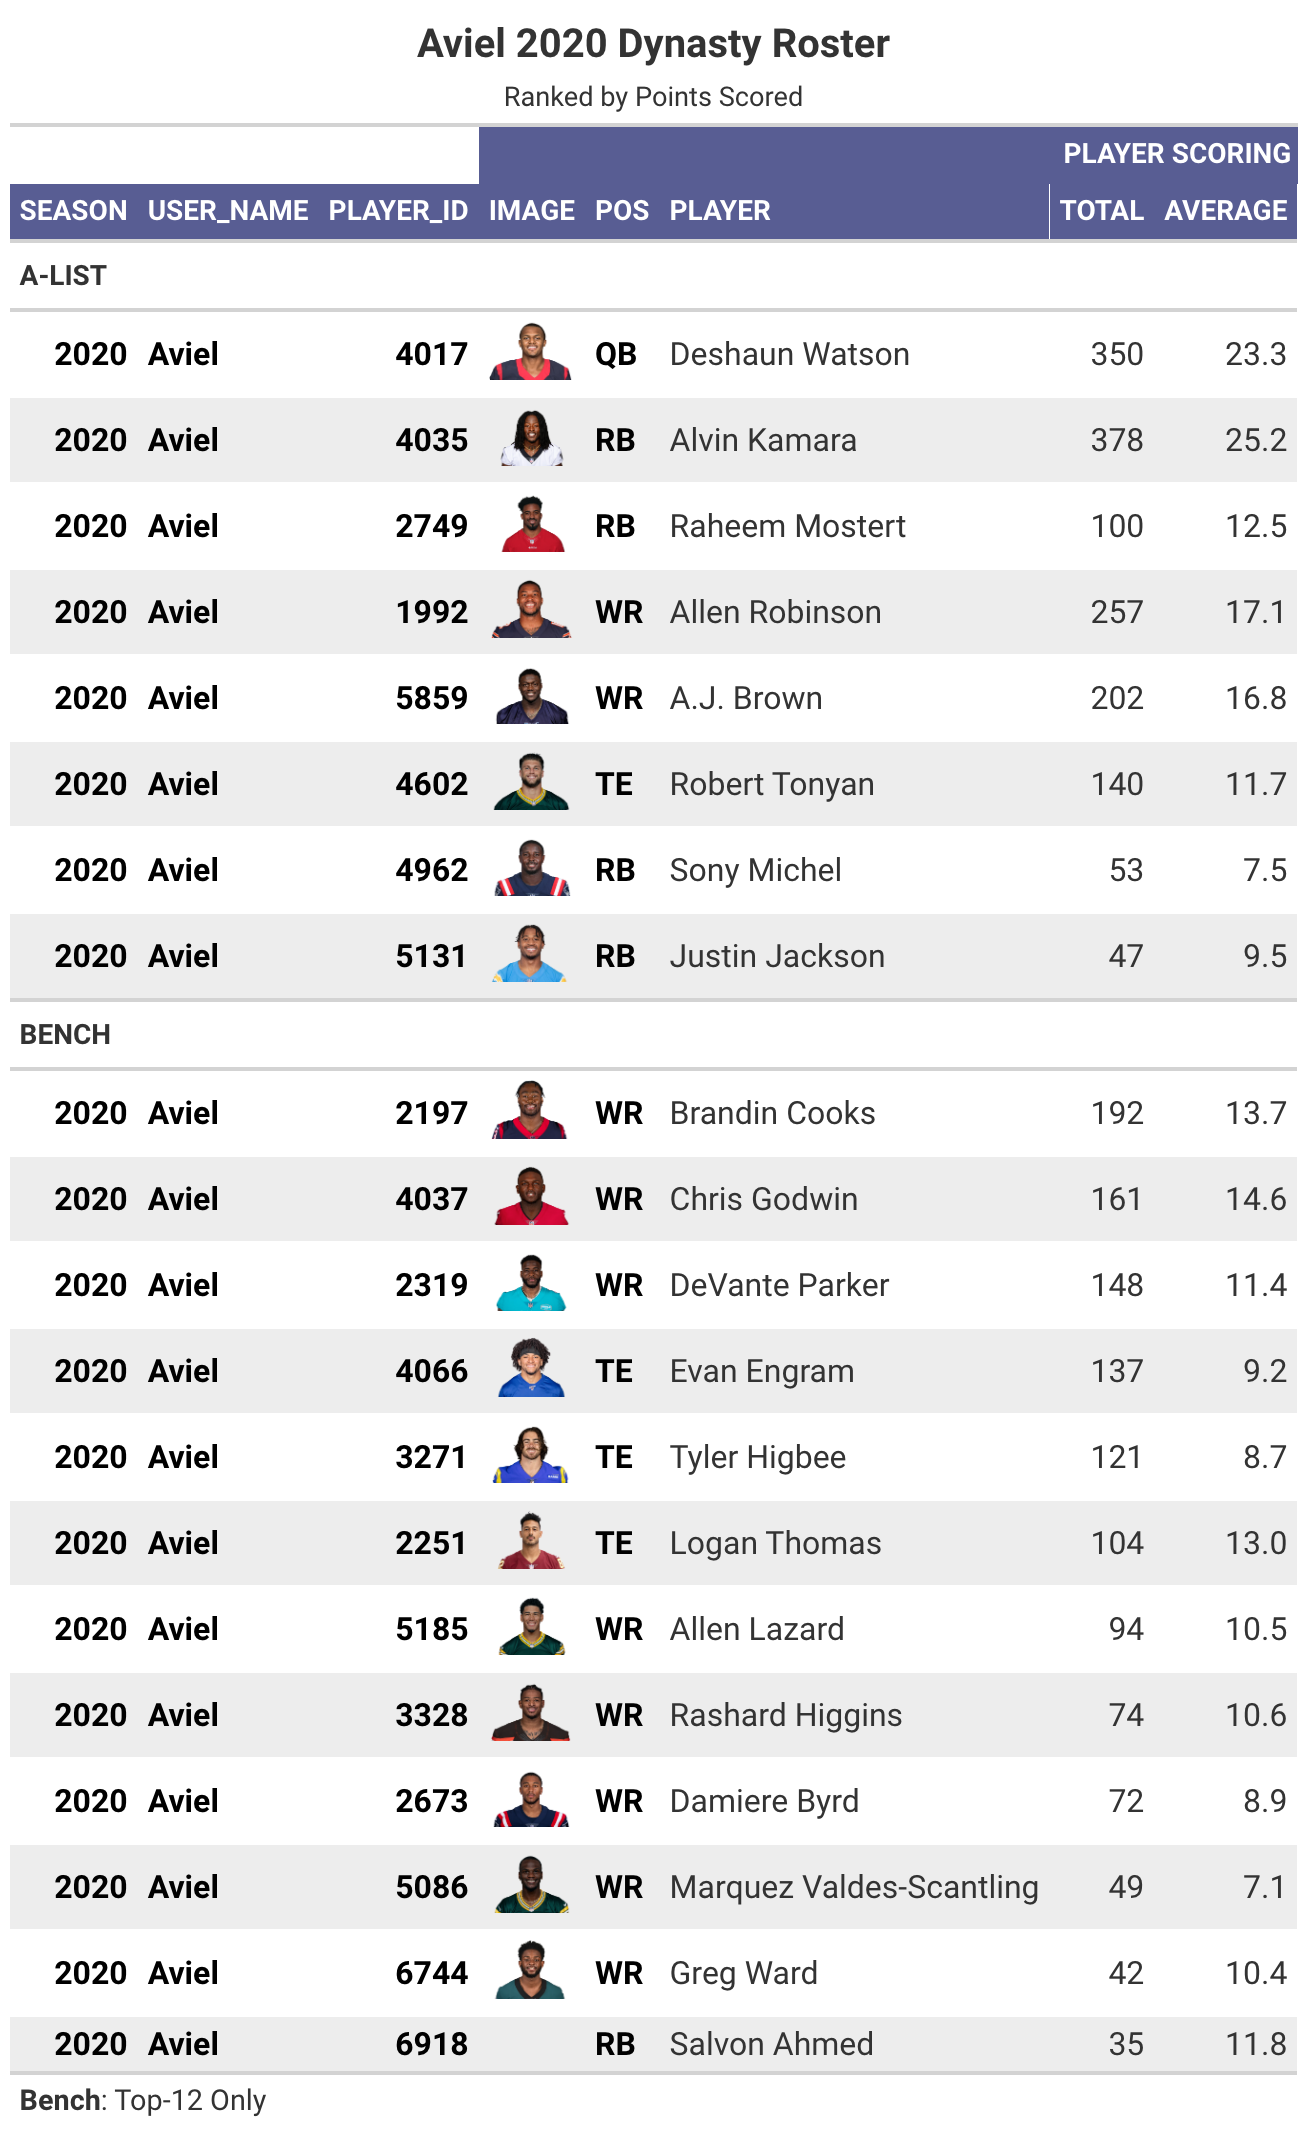 Aviel 2020 Dynasty Roster
Ranked by Points Scored
PLAYER SCORING
SEASON USER_NAME PLAYER_ID IMAGE POS PLAYER TOTAL AVERAGE
A-LIST
2020 Aviel 4017 QB Deshaun Watson 350 23.3
2020 Aviel 4035 RB Alvin Kamara 378 25.2
2020 Aviel 2749 RB Raheem Mostert 100 12.5
2020 Aviel 1992 WR Allen Robinson 257 17.1
2020 Aviel 5859 WR A.J. Brown 202 16.8
2020 Aviel 4602 TE Robert Tonyan 140 11.7
2020 Aviel 4962 RB Sony Michel 53 7.5
2020 Aviel 5131 RB Justin Jackson 47 9.5
BENCH
2020 Aviel 2197 WR Brandin Cooks 192 13.7
2020 Aviel 4037 WR Chris Godwin 161 14.6
2020 Aviel 2319 WR DeVante Parker 148 11.4
2020 Aviel 4066 TE Evan Engram 137 9.2
2020 Aviel 3271 TE Tyler Higbee 121 8.7
2020 Aviel 2251 TE Logan Thomas 104 13.0
2020 Aviel 5185 WR Allen Lazard 94 10.5
2020 Aviel 3328 WR Rashard Higgins 74 10.6
2020 Aviel 2673 WR Damiere Byrd 72 8.9
2020 Aviel 5086 WR Marquez Valdes-Scantling 49 7.1
2020 Aviel 6744 WR Greg Ward 42 10.4
2020 Aviel 6918 RB Salvon Ahmed 35 11.8
Bench: Top-12 Only